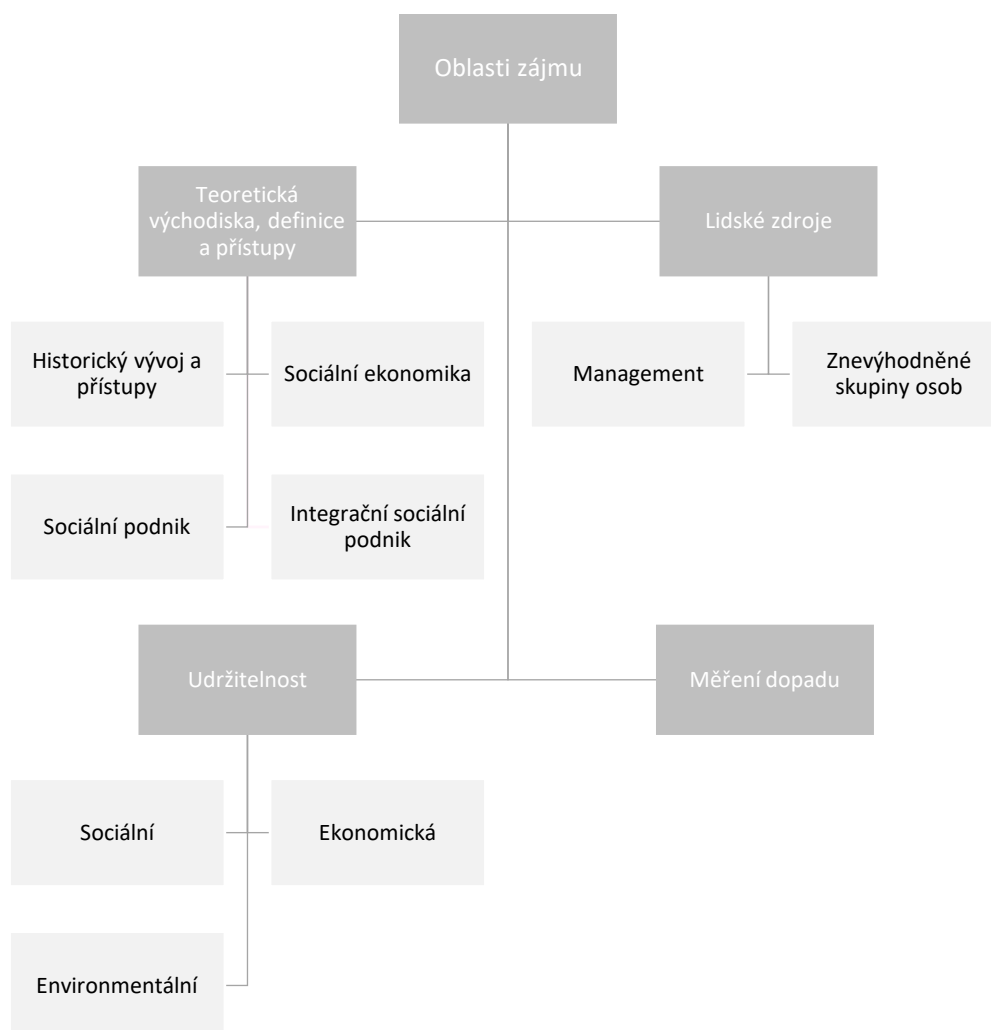 Oblasti zájmu
Teoretická
východiska, definice
a přístupy
Lidské zdroje
Historický vývoj a
přístupy
Sociální ekonomika
Management
Znevýhodněné
skupiny osob
Sociální podnik
Integrační sociální
podnik
Udržitelnost
Měření dopadu
Sociální
Ekonomická
Environmentální